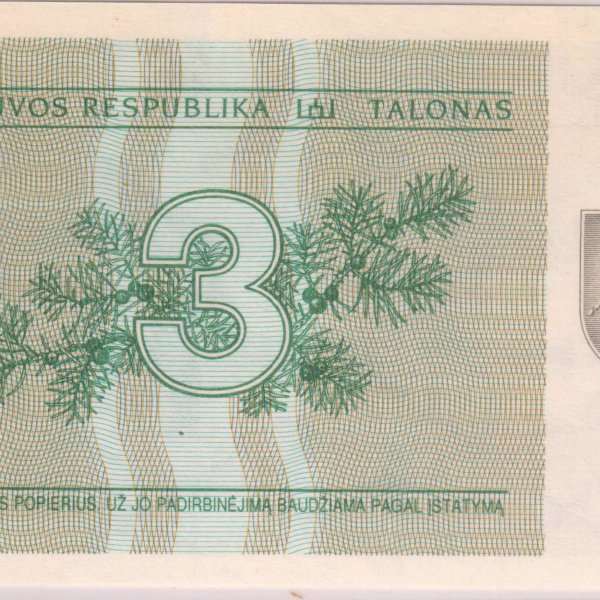 UVOS RESPUBLIKA TALONAS
3
S POPIERIUS. UŽ JO PADIRBINĖJIMĄ BAUDŽIAMA PAGAL ĮSTATYMĄ